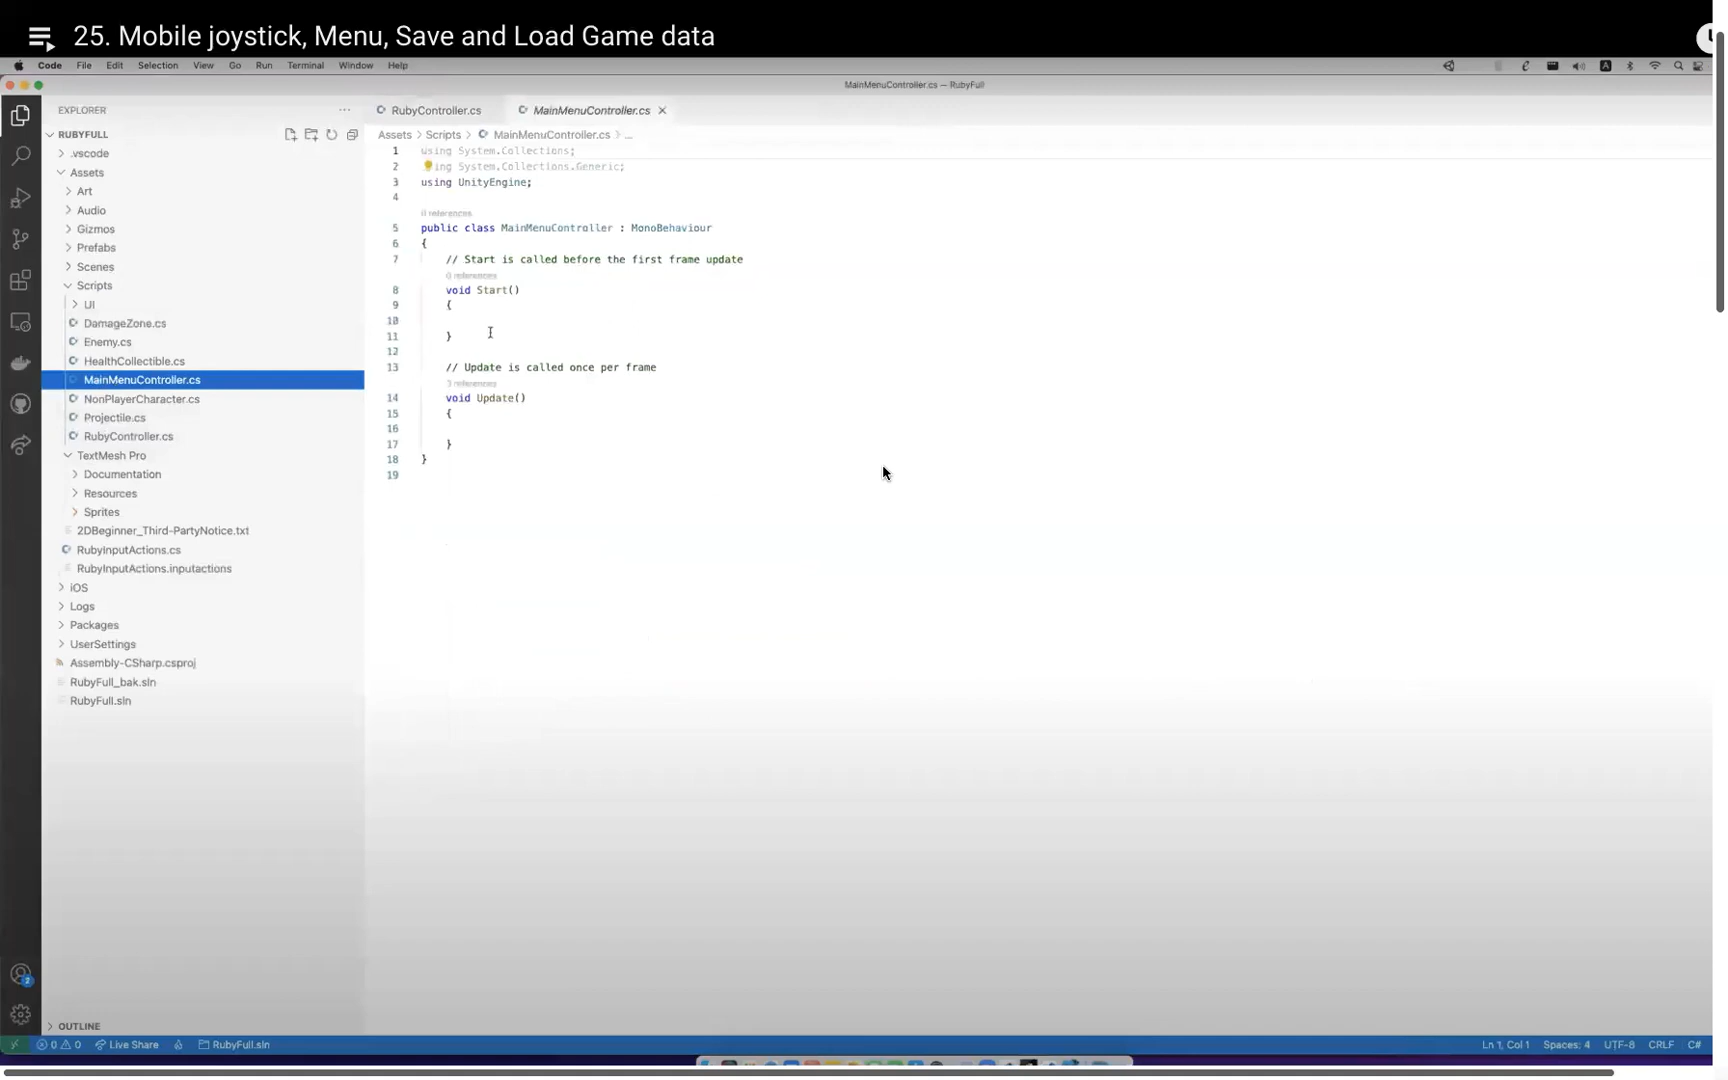 25. Mobile joystick, Menu, Save and Load Game data
Code File Edit Selection View Go Run Terminal Window Help
MainMenuController.cs — RubyFull
EXPLORER
RubyController.cs
MainMenuController.cs
RUBYFULL
Assets > Scripts > MainMenuController.cs > ...
.vscode
Assets
Art
Audio
Gizmos
Prefabs
Scenes
Scripts
UI
DamageZone.cs
Enemy.cs
HealthCollectible.cs
MainMenuController.cs
NonPlayerCharacter.cs
Projectile.cs
RubyController.cs
TextMesh Pro
Documentation
Resources
Sprites
2DBeginner_Third-PartyNotice.txt
RubyInputActions.cs
RubyInputActions.inputactions
iOS
Logs
Packages
UserSettings
Assembly-CSharp.csproj
RubyFull_bak.sln
RubyFull.sln
1 using System.Collections;
2 ing System.Collections.Generic;
3 using UnityEngine;
4
references
5 public class MainMenuController : MonoBehaviour
6 {
7 // Start is called before the first frame update
0 references
8 void Start()
9 {
10
11 }
12
13 // Update is called once per frame
references
14 void Update()
15 {
16
17 }
18 }
19
OUTLINE
0 0 Live Share RubyFull.sln
Ln 1, Col 1 Spaces: 4 UTF-8 CRLF C#